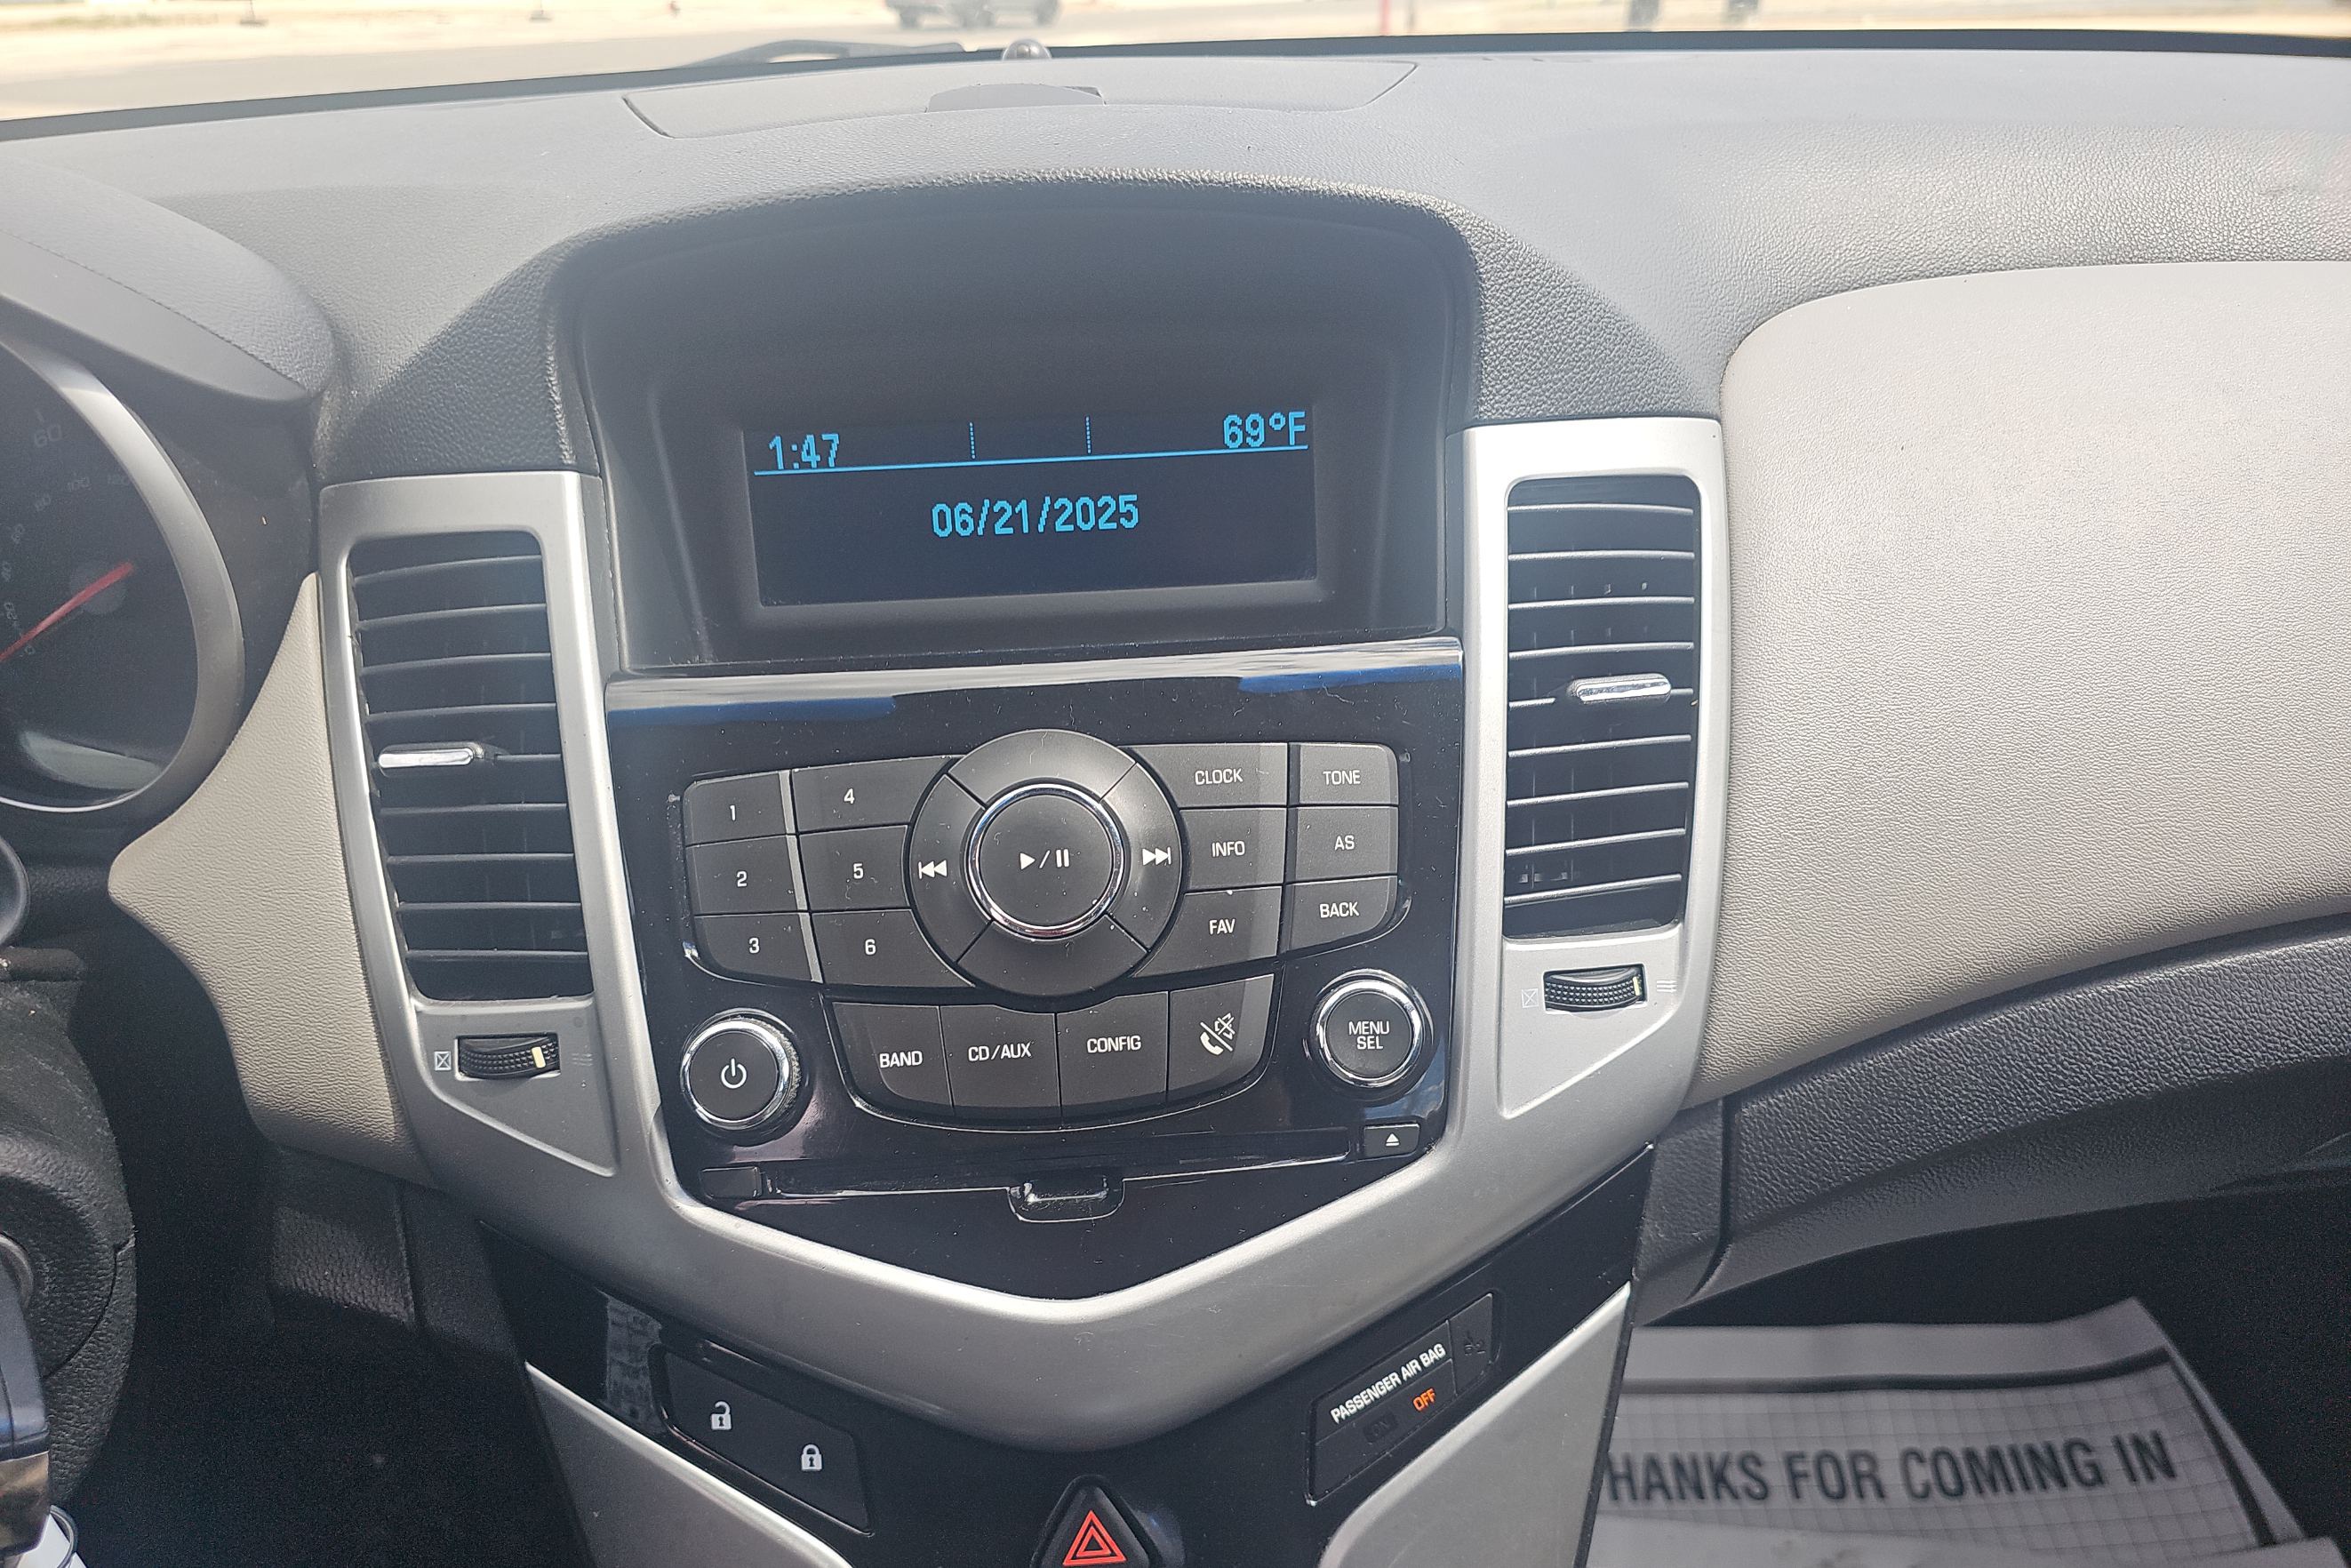 1:47
69°F
06/21/2025
1
4
CLOCK
TONE
2
5
INFO
AS
3
6
FAV
BACK
BAND
CD/AUX
CONFIG
MENU
SEL
PASSENGER AIR BAG
ON
OFF
HANKS FOR COMING IN